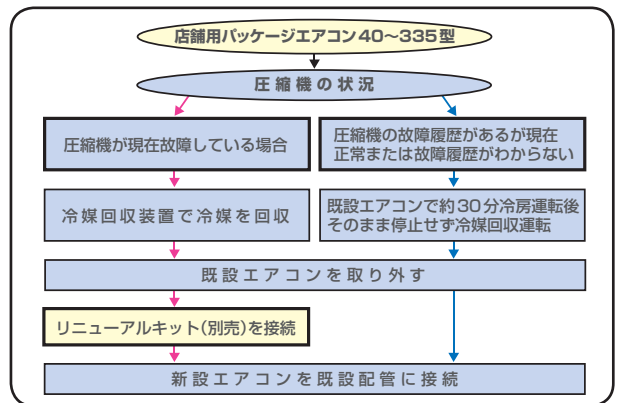 店舗用パッケージエアコン40～335型
圧縮機の状況
圧縮機が現在故障している場合
圧縮機の故障履歴があるが現在
正常または故障履歴がわからない
冷媒回収装置で冷媒を回収
既設エアコンで約30分冷房運転後
そのまま停止せず冷媒回収運転
既設エアコンを取り外す
リニューアルキット(別売)を接続
新設エアコンを既設配管に接続